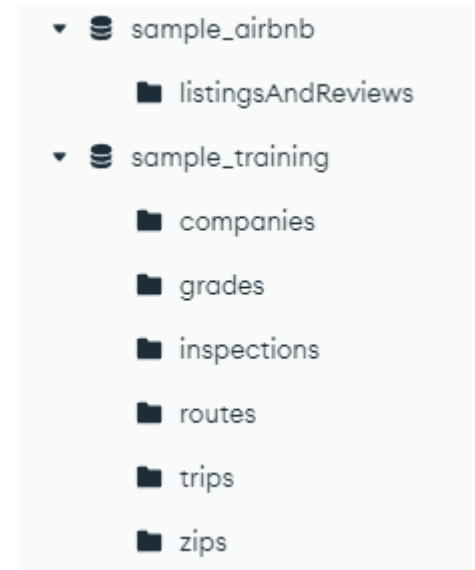 sample_airbnb
listingsAndReviews
sample_training
companies
grades
inspections
routes
trips
zips